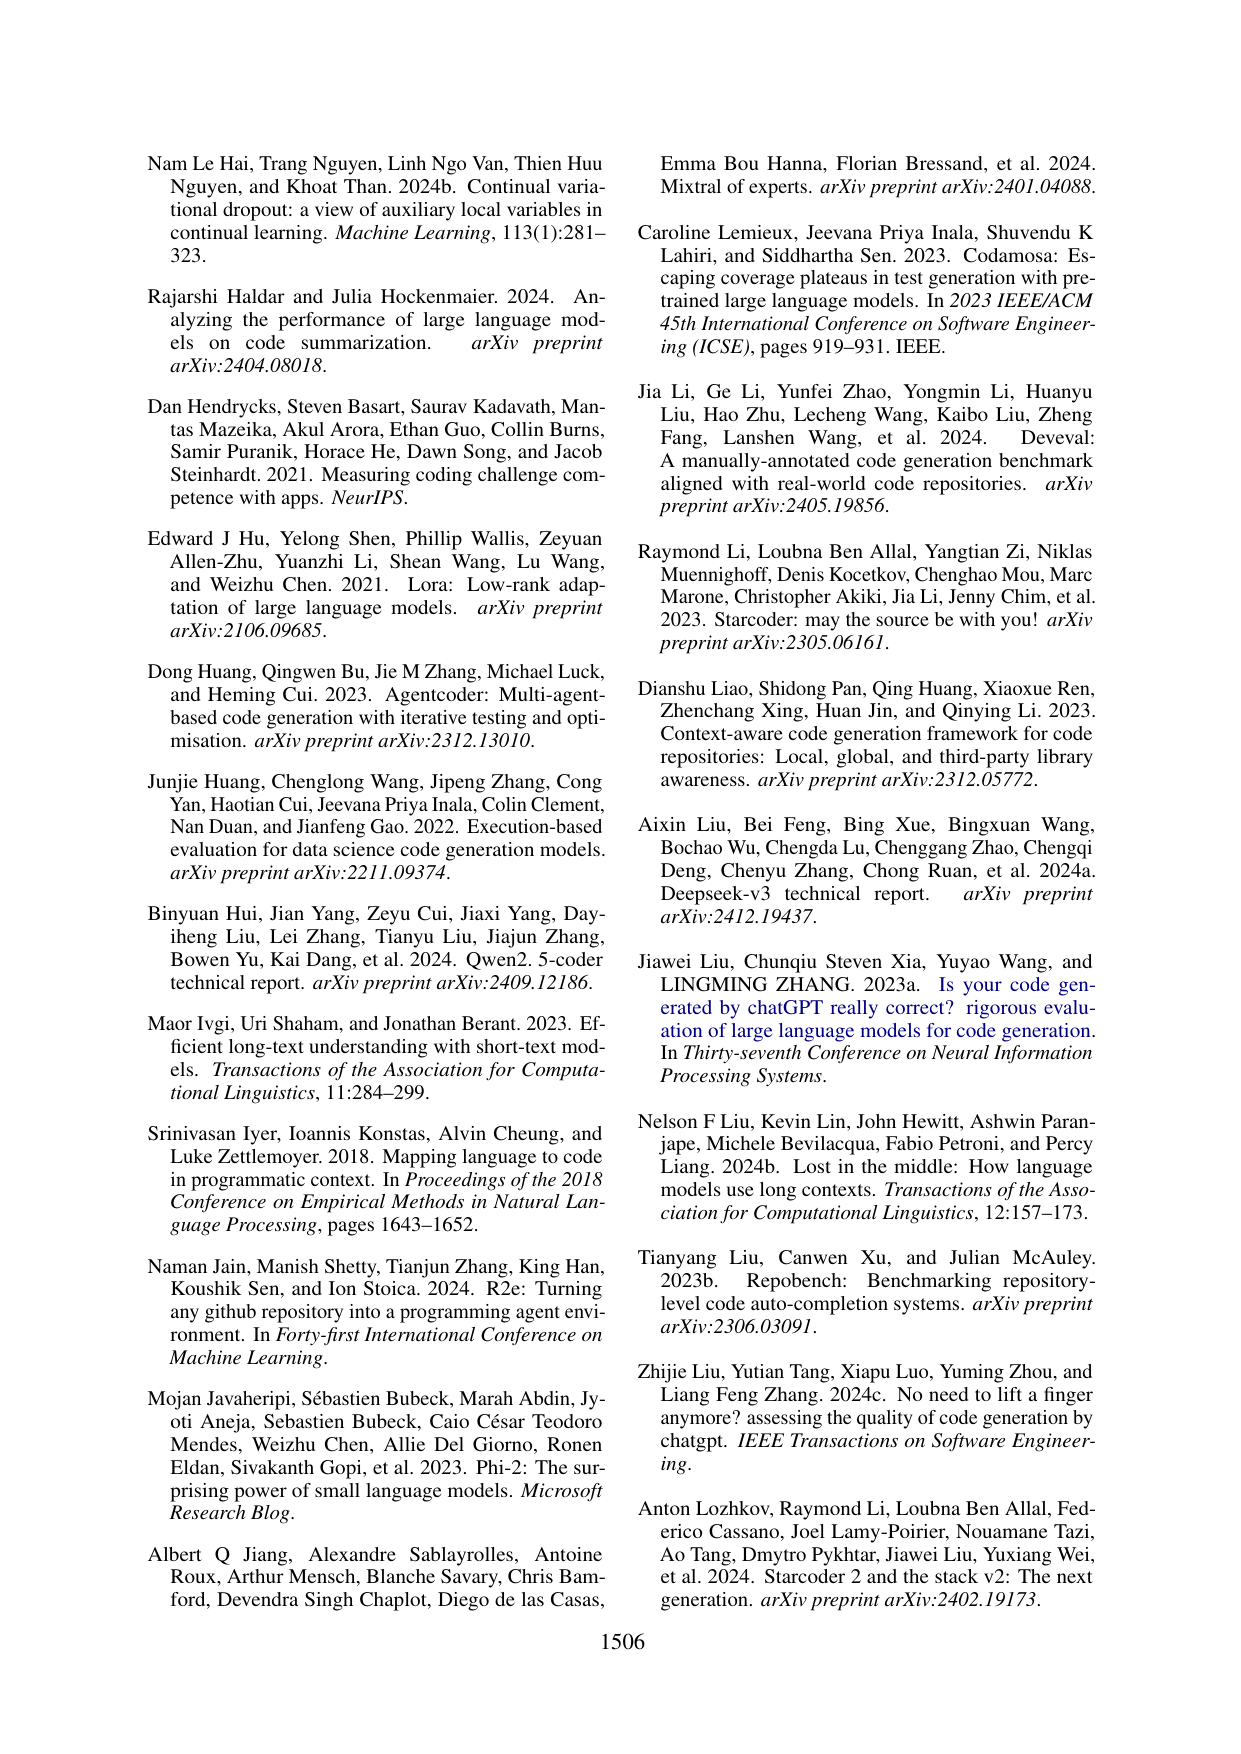 Nam Le Hai, Trang Nguyen, Linh Ngo Van, Thien Huu
Nguyen, and Khoat Than. 2024b. Continual varia-
tional dropout: a view of auxiliary local variables in
continual learning. Machine Learning, 113(1):281–
323.
Rajarshi Haldar and Julia Hockenmaier. 2024. An-
alyzing the performance of large language mod-
els on code summarization. arXiv preprint
arXiv:2404.08018.
Dan Hendrycks, Steven Basart, Saurav Kadavath, Man-
tas Mazeika, Akul Arora, Ethan Guo, Collin Burns,
Samir Puranik, Horace He, Dawn Song, and Jacob
Steinhardt. 2021. Measuring coding challenge com-
petence with apps. NeurIPS.
Edward J Hu, Yelong Shen, Phillip Wallis, Zeyuan
Allen-Zhu, Yuanzhi Li, Shean Wang, Lu Wang,
and Weizhu Chen. 2021. Lora: Low-rank adap-
tation of large language models. arXiv preprint
arXiv:2106.09685.
Dong Huang, Qingwen Bu, Jie M Zhang, Michael Luck,
and Heming Cui. 2023. Agentcoder: Multi-agent-
based code generation with iterative testing and opti-
misation. arXiv preprint arXiv:2312.13010.
Junjie Huang, Chenglong Wang, Jipeng Zhang, Cong
Yan, Haotian Cui, Jeevana Priya Inala, Colin Clement,
Nan Duan, and Jianfeng Gao. 2022. Execution-based
evaluation for data science code generation models.
arXiv preprint arXiv:2211.09374.
Binyuan Hui, Jian Yang, Zeyu Cui, Jiaxi Yang, Day-
iheng Liu, Lei Zhang, Tianyu Liu, Jiajun Zhang,
Bowen Yu, Kai Dang, et al. 2024. Qwen2. 5-coder
technical report. arXiv preprint arXiv:2409.12186.
Maor Ivgi, Uri Shaham, and Jonathan Berant. 2023. Ef-
ficient long-text understanding with short-text mod-
els. Transactions of the Association for Computa-
tional Linguistics, 11:284–299.
Srinivasan Iyer, Ioannis Konstas, Alvin Cheung, and
Luke Zettlemoyer. 2018. Mapping language to code
in programmatic context. In Proceedings of the 2018
Conference on Empirical Methods in Natural Lan-
guage Processing, pages 1643–1652.
Naman Jain, Manish Shetty, Tianjun Zhang, King Han,
Koushik Sen, and Ion Stoica. 2024. R2e: Turning
any github repository into a programming agent envi-
ronment. In Forty-first International Conference on
Machine Learning.
Mojan Javaheripi, Sébastien Bubeck, Marah Abdin, Jy-
oti Aneja, Sebastien Bubeck, Caio César Teodoro
Mendes, Weizhu Chen, Allie Del Giorno, Ronen
Eldan, Sivakanth Gopi, et al. 2023. Phi-2: The sur-
prising power of small language models. Microsoft
Research Blog.
Albert Q Jiang, Alexandre Sablayrolles, Antoine
Roux, Arthur Mensch, Blanche Savary, Chris Bam-
ford, Devendra Singh Chaplot, Diego de las Casas,
Emma Bou Hanna, Florian Bressand, et al. 2024.
Mixtral of experts. arXiv preprint arXiv:2401.04088.
Caroline Lemieux, Jeevana Priya Inala, Shuvendu K
Lahiri, and Siddhartha Sen. 2023. Codamosa: Es-
caping coverage plateaus in test generation with pre-
trained large language models. In 2023 IEEE/ACM
45th International Conference on Software Engineer-
ing (ICSE), pages 919–931. IEEE.
Jia Li, Ge Li, Yunfei Zhao, Yongmin Li, Huanyu
Liu, Hao Zhu, Lecheng Wang, Kaibo Liu, Zheng
Fang, Lanshen Wang, et al. 2024. Deveval:
A manually-annotated code generation benchmark
aligned with real-world code repositories. arXiv
preprint arXiv:2405.19856.
Raymond Li, Loubna Ben Allal, Yangtian Zi, Niklas
Muennighoff, Denis Kocetkov, Chenghao Mou, Marc
Marone, Christopher Akiki, Jia Li, Jenny Chim, et al.
2023. Starcoder: may the source be with you! arXiv
preprint arXiv:2305.06161.
Dianshu Liao, Shidong Pan, Qing Huang, Xiaoxue Ren,
Zhenchang Xing, Huan Jin, and Qinying Li. 2023.
Context-aware code generation framework for code
repositories: Local, global, and third-party library
awareness. arXiv preprint arXiv:2312.05772.
Aixin Liu, Bei Feng, Bing Xue, Bingxuan Wang,
Bochao Wu, Chengda Lu, Chenggang Zhao, Chengqi
Deng, Chenyu Zhang, Chong Ruan, et al. 2024a.
Deepseek-v3 technical report. arXiv preprint
arXiv:2412.19437.
Jiawei Liu, Chunqiu Steven Xia, Yuyao Wang, and
LINGMING ZHANG. 2023a. Is your code gen-
erated by chatGPT really correct? rigorous evalu-
ation of large language models for code generation.
In Thirty-seventh Conference on Neural Information
Processing Systems.
Nelson F Liu, Kevin Lin, John Hewitt, Ashwin Paran-
jape, Michele Bevilacqua, Fabio Petroni, and Percy
Liang. 2024b. Lost in the middle: How language
models use long contexts. Transactions of the Asso-
ciation for Computational Linguistics, 12:157–173.
Tianyang Liu, Canwen Xu, and Julian McAuley.
2023b. Repobench: Benchmarking repository-
level code auto-completion systems. arXiv preprint
arXiv:2306.03091.
Zhijie Liu, Yutian Tang, Xiapu Luo, Yuming Zhou, and
Liang Feng Zhang. 2024c. No need to lift a finger
anymore? assessing the quality of code generation by
chatgpt. IEEE Transactions on Software Engineer-
ing.
Anton Lozhkov, Raymond Li, Loubna Ben Allal, Fed-
erico Cassano, Joel Lamy-Poirier, Nouamane Tazi,
Ao Tang, Dmytro Pykhtar, Jiawei Liu, Yuxiang Wei,
et al. 2024. Starcoder 2 and the stack v2: The next
generation. arXiv preprint arXiv:2402.19173.
1506